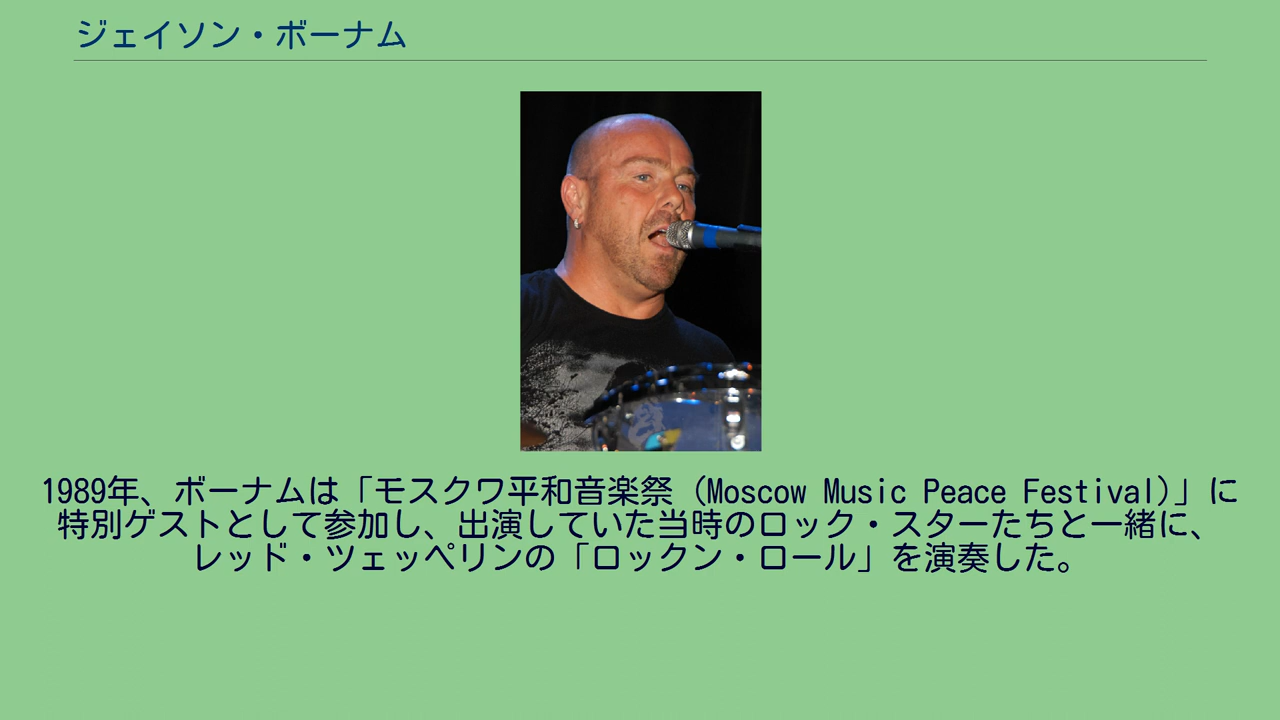 ジェイソン・ボーナム
1989年、ボーナムは「モスクワ平和音楽祭 (Moscow Music Peace Festival)」に
特別ゲストとして参加し、出演していた当時のロック・スターたちと一緒に、
レッド・ツェッペリンの「ロックン・ロール」を演奏した。